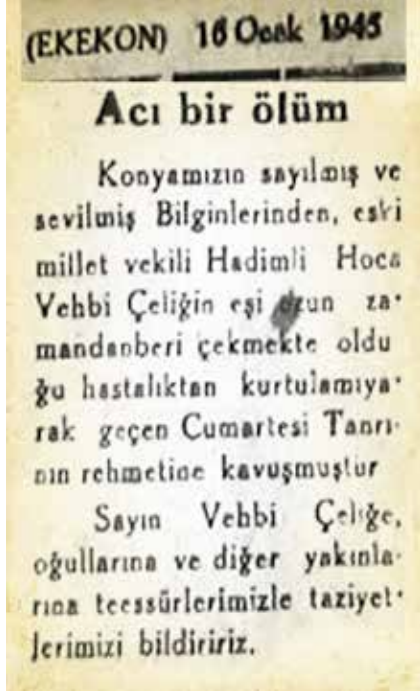 (EKEKON) 16 Ocak 1945
Acı bir ölüm
Konyamızın sayılmış ve
sevilmiş Bilginlerinden, eski
millet vekili Hadimli Hoca
Vehbi Çeliğin eşi uzun za-
mandanberi çekmekte oldu
ğu hastalıktan kurtulamıya-
rak geçen Cumartesi Tanrı-
nın rehmetine kavuşmuştur
Sayın Vehbi Çeliğe,
oğullarına ve diğer yakınla-
rına teessürlerimizle taziyet-
lerimizi bildiririz.